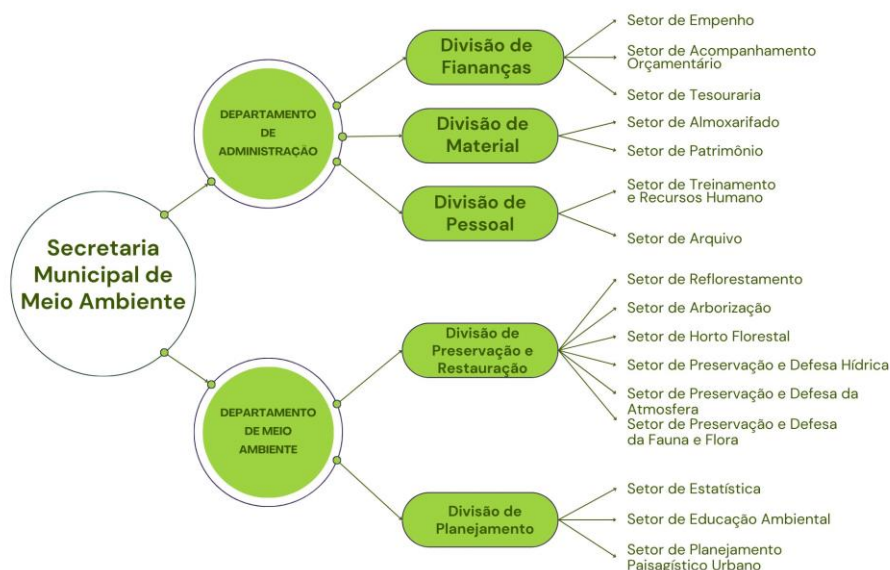 Secretaria
Municipal de
Meio Ambiente
DEPARTAMENTO
DE
ADMINISTRAÇÃO
Divisão de
Fiananças
Setor de Empenho
Setor de Acompanhamento
Orçamentário
Setor de Tesouraria
Divisão de
Material
Setor de Almoxarifado
Setor de Patrimônio
Divisão de
Pessoal
Setor de Treinamento
e Recursos Humano
Setor de Arquivo
DEPARTAMENTO
DE MEIO
AMBIENTE
Divisão de
Preservação e
Restauração
Setor de Reflorestamento
Setor de Arborização
Setor de Horto Florestal
Setor de Preservação e Defesa Hídrica
Setor de Preservação e Defesa da
Atmosfera
Setor de Preservação e Defesa
da Fauna e Flora
Divisão de
Planejamento
Setor de Estatística
Setor de Educação Ambiental
Setor de Planejamento
Paisagístico Urbano